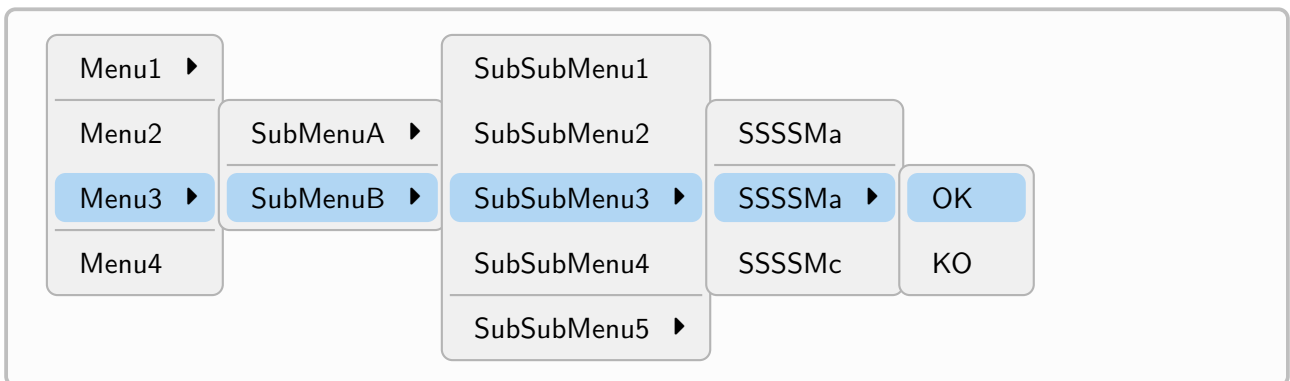 Menu1
Menu2
Menu3
Menu4
SubMenuA
SubMenuB
SubSubMenu1
SubSubMenu2
SubSubMenu3
SubSubMenu4
SubSubMenu5
SSSSMa
SSSSMa
SSSSMc
OK
KO